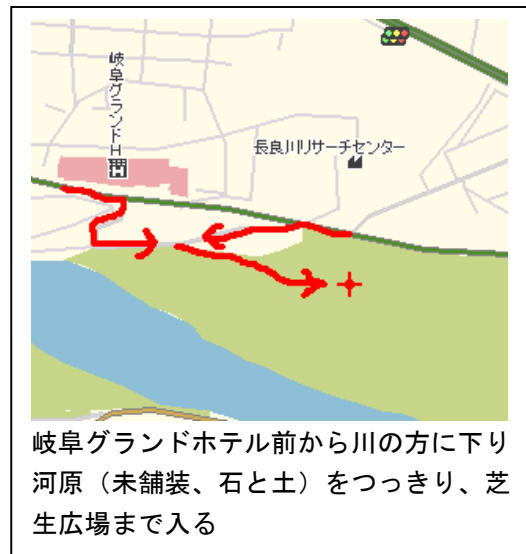 岐阜グランドH
長良川リサーチセンター
岐阜グランドホテル前から川の方に下り
河原（未舗装、石と土）をつっきり、芝
生広場まで入る